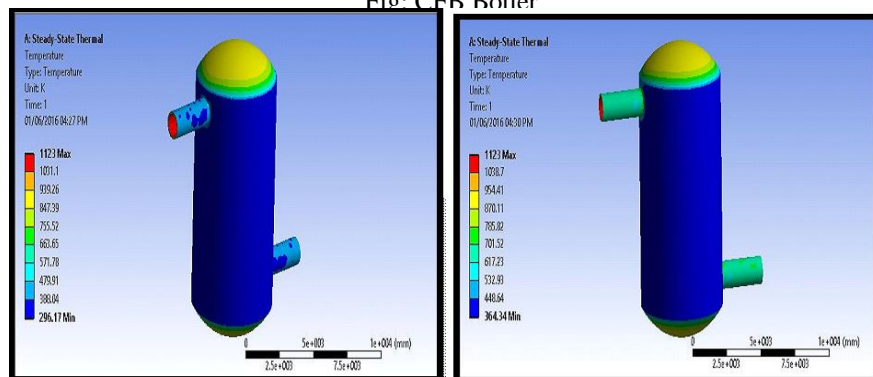 Fig: CFB Boiler
A: Steady-State Thermal
Temperature
Type: Temperature
Unit: K
Time: 1
01/06/2016 04:27 PM
1123 Max
1031.1
939.26
847.39
755.52
663.65
571.78
479.91
388.04
296.17 Min
0
5e+003
1e+004 (mm)
2.5e+003
7.5e+003
A: Steady-State Thermal
Temperature
Type: Temperature
Unit: K
Time: 1
01/06/2016 04:30 PM
1123 Max
1038.7
954.41
870.11
785.82
701.52
617.23
532.93
448.64
364.34 Min
0
5e+003
1e+004 (mm)
2.5e+003
7.5e+003